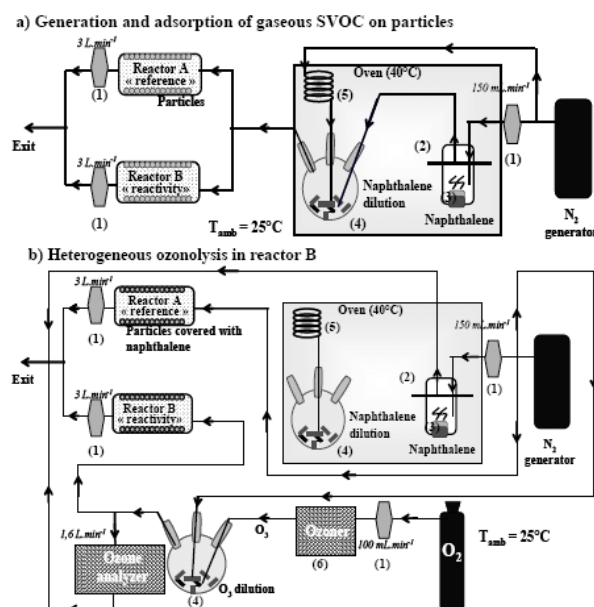 a) Generation and adsorption of gaseous SVOC on particles
3 L.min-1
Reactor A
« reference »
(1)
Particles
Exit
3 L.min-1
Reactor B
« reactivity»
(1)
Tamb = 25°C
Oven (40°C)
(5)
(2)
(3)
Naphthalene
dilution
(4)
Naphthalene
150 mL.min-1
(1)
N2
generator
b) Heterogeneous ozonolysis in reactor B
3 L.min-1
Reactor A
« reference »
(1)
Particles covered with
naphthalene
Exit
3 L.min-1
Reactor B
« reactivity»
(1)
Oven (40°C)
(5)
(2)
(3)
Naphthalene
dilution
(4)
Naphthalene
150 mL.min-1
(1)
N2
generator
1,6 L.min-1
Ozone
analyzer
(4)
O3 dilution
O3
Ozoner
(6)
100 mL.min-1
(1)
O2
Tamb = 25°C